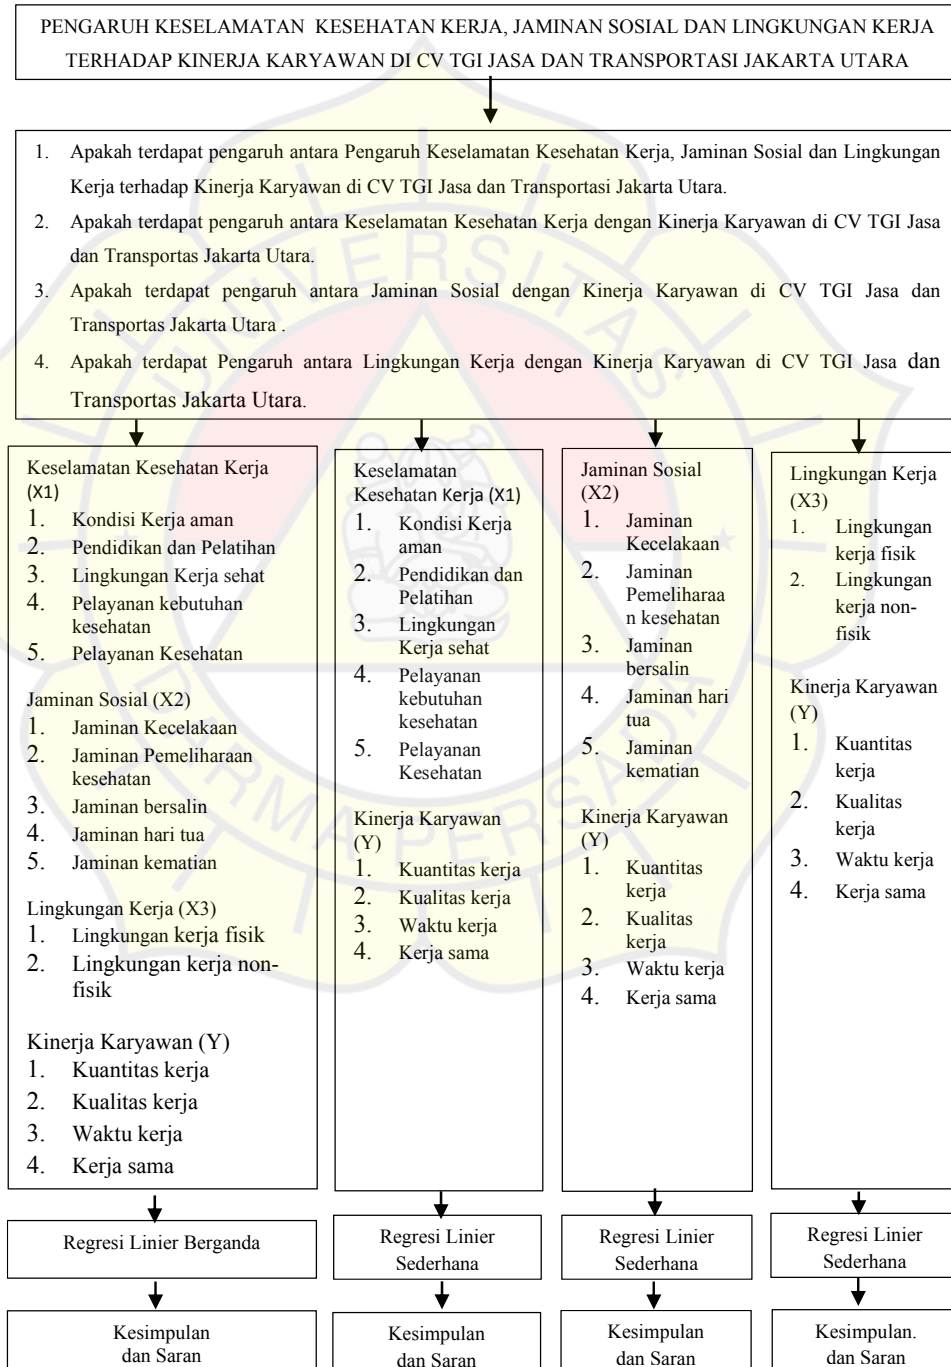 PENGARUH KESELAMATAN KESEHATAN KERJA, JAMINAN SOSIAL DAN LINGKUNGAN KERJA
TERHADAP KINERJA KARYAWAN DI CV TGI JASA DAN TRANSPORTASI JAKARTA UTARA
1. Apakah terdapat pengaruh antara Pengaruh Keselamatan Kesehatan Kerja, Jaminan Sosial dan Lingkungan
Kerja terhadap Kinerja Karyawan di CV TGI Jasa dan Transportasi Jakarta Utara.
2. Apakah terdapat pengaruh antara Keselamatan Kesehatan Kerja dengan Kinerja Karyawan di CV TGI Jasa
dan Transportas Jakarta Utara.
3. Apakah terdapat pengaruh antara Jaminan Sosial dengan Kinerja Karyawan di CV TGI Jasa dan
Transportas Jakarta Utara .
4. Apakah terdapat Pengaruh antara Lingkungan Kerja dengan Kinerja Karyawan di CV TGI Jasa dan
Transportas Jakarta Utara.
Keselamatan Kesehatan Kerja
(X1)
1. Kondisi Kerja aman
2. Pendidikan dan Pelatihan
3. Lingkungan Kerja sehat
4. Pelayanan kebutuhan
kesehatan
5. Pelayanan Kesehatan
Jaminan Sosial (X2)
1. Jaminan Kecelakaan
2. Jaminan Pemeliharaan
kesehatan
3. Jaminan bersalin
4. Jaminan hari tua
5. Jaminan kematian
Lingkungan Kerja (X3)
1. Lingkungan kerja fisik
2. Lingkungan kerja non-
fisik
Kinerja Karyawan (Y)
1. Kuantitas kerja
2. Kualitas kerja
3. Waktu kerja
4. Kerja sama
Regresi Linier Berganda
Kesimpulan
dan Saran
Keselamatan
Kesehatan Kerja (X1)
1. Kondisi Kerja
aman
2. Pendidikan dan
Pelatihan
3. Lingkungan
Kerja sehat
4. Pelayanan
kebutuhan
kesehatan
5. Pelayanan
Kesehatan
Kinerja Karyawan
(Y)
1. Kuantitas kerja
2. Kualitas kerja
3. Waktu kerja
4. Kerja sama
Regresi Linier
Sederhana
Kesimpulan
dan Saran
Jaminan Sosial
(X2)
1. Jaminan
Kecelakaan
2. Jaminan
Pemeliharaa
n kesehatan
3. Jaminan
bersalin
4. Jaminan hari
tua
5. Jaminan
kematian
Kinerja Karyawan
(Y)
1. Kuantitas
kerja
2. Kualitas
kerja
3. Waktu kerja
4. Kerja sama
Regresi Linier
Sederhana
Kesimpulan
dan Saran
Lingkungan Kerja
(X3)
1. Lingkungan
kerja fisik
2. Lingkungan
kerja non-
fisik
Kinerja Karyawan
(Y)
1. Kuantitas
kerja
2. Kualitas
kerja
3. Waktu kerja
4. Kerja sama
Regresi Linier
Sederhana
Kesimpulan.
dan Saran
UNIVERSITAS
DARMA PERSADA